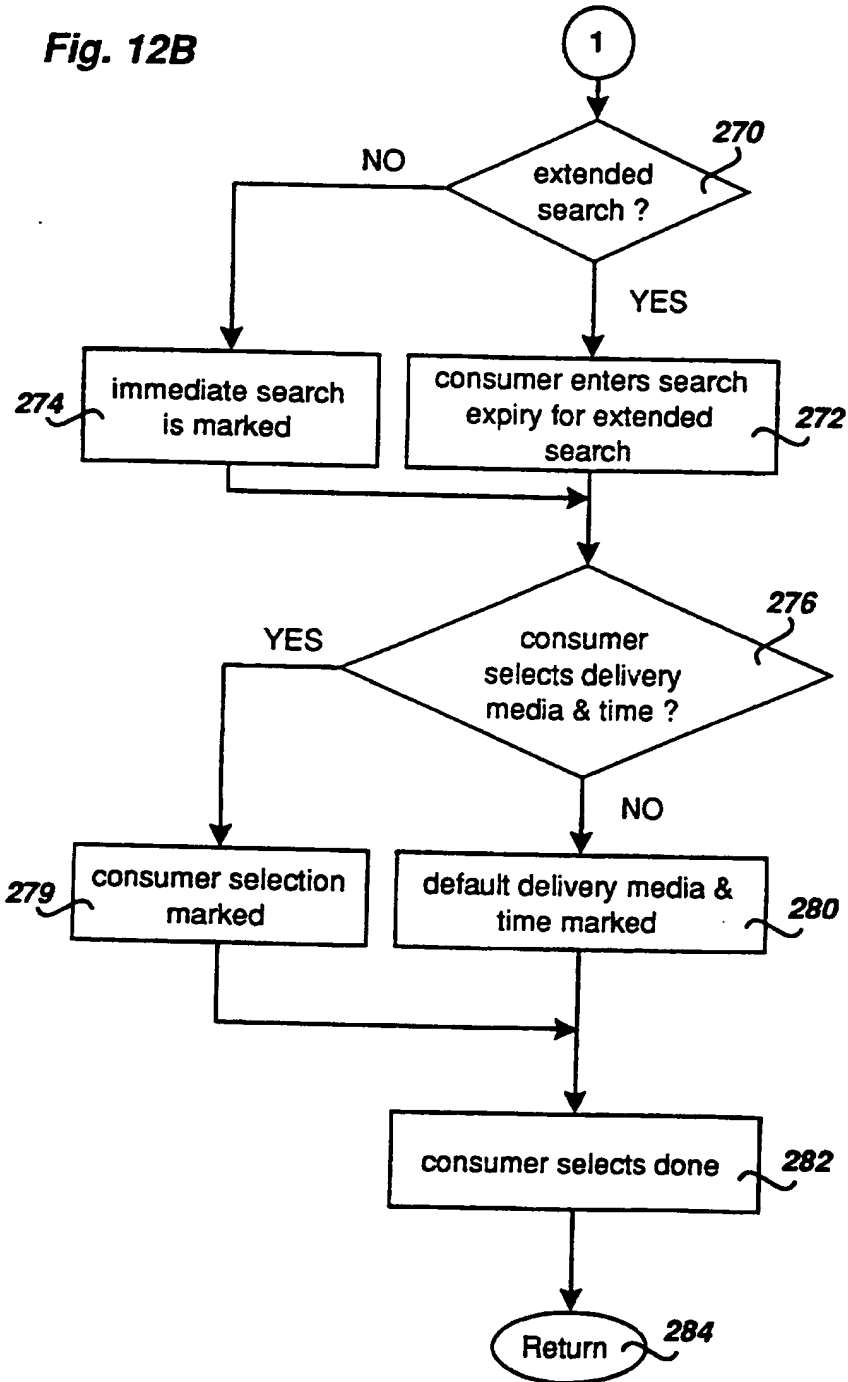 Fig. 12B
1
270
NO
extended
search ?
YES
274
immediate search
is marked
consumer enters search
expiry for extended
search
272
276
YES
consumer
selects delivery
media & time ?
NO
279
consumer selection
marked
default delivery media &
time marked
280
consumer selects done
282
Return
284